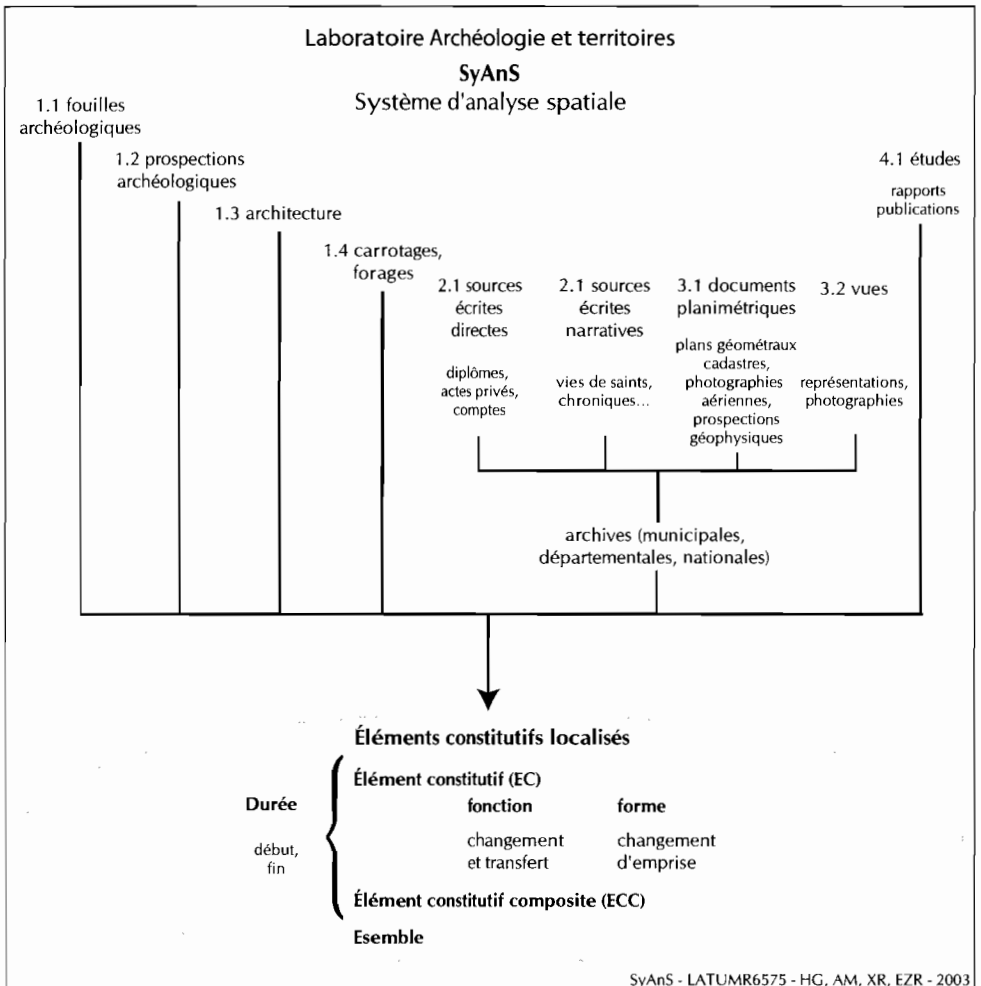 Laboratoire Archéologie et territoires
SyAnS
Système d'analyse spatiale
1.1 fouilles
archéologiques
1.2 prospections
archéologiques
1.3 architecture
1.4 carrotages,
forages
2.1 sources
écrites
directes
diplômes,
actes privés,
comptes
2.1 sources
écrites
narratives
vies de saints,
chroniques...
3.1 documents
planimétriques
plans géométraux
cadastres,
photographies
aériennes,
prospections
géophysiques
3.2 vues
représentations,
photographies
4.1 études
rapports
publications
archives (municipales,
départementales, nationales)
Éléments constitutifs localisés
Durée
début,
fin
Élément constitutif (EC)
fonction
changement
et transfert
forme
changement
d'emprise
Élément constitutif composite (ECC)
Esemble
SyAnS - LATUMR6575 - HG, AM, XR, EZR - 2003